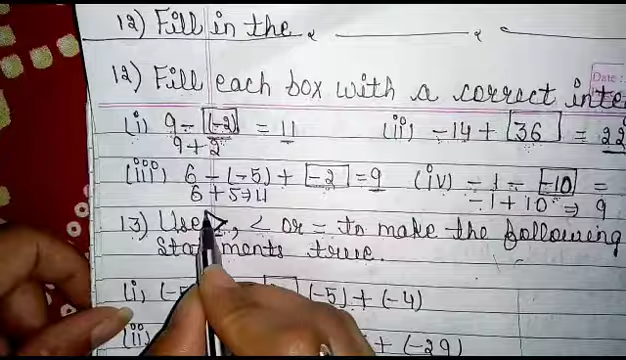 12) Fill in the
12) Fill each box with a correct inte
Date:
(i) 9 - (-2) = 11 (ii) -14 + 36 = 22
9 + 2
(iii) 6 - (-5) + -2 = 9 (iv) -1 - -10 =
6 + 5 → 11 -1 + 10 ⇒ 9
13) Use >, < or = to make the following
statements true.
(i) (-5) + (-4)
(ii) + (-29)